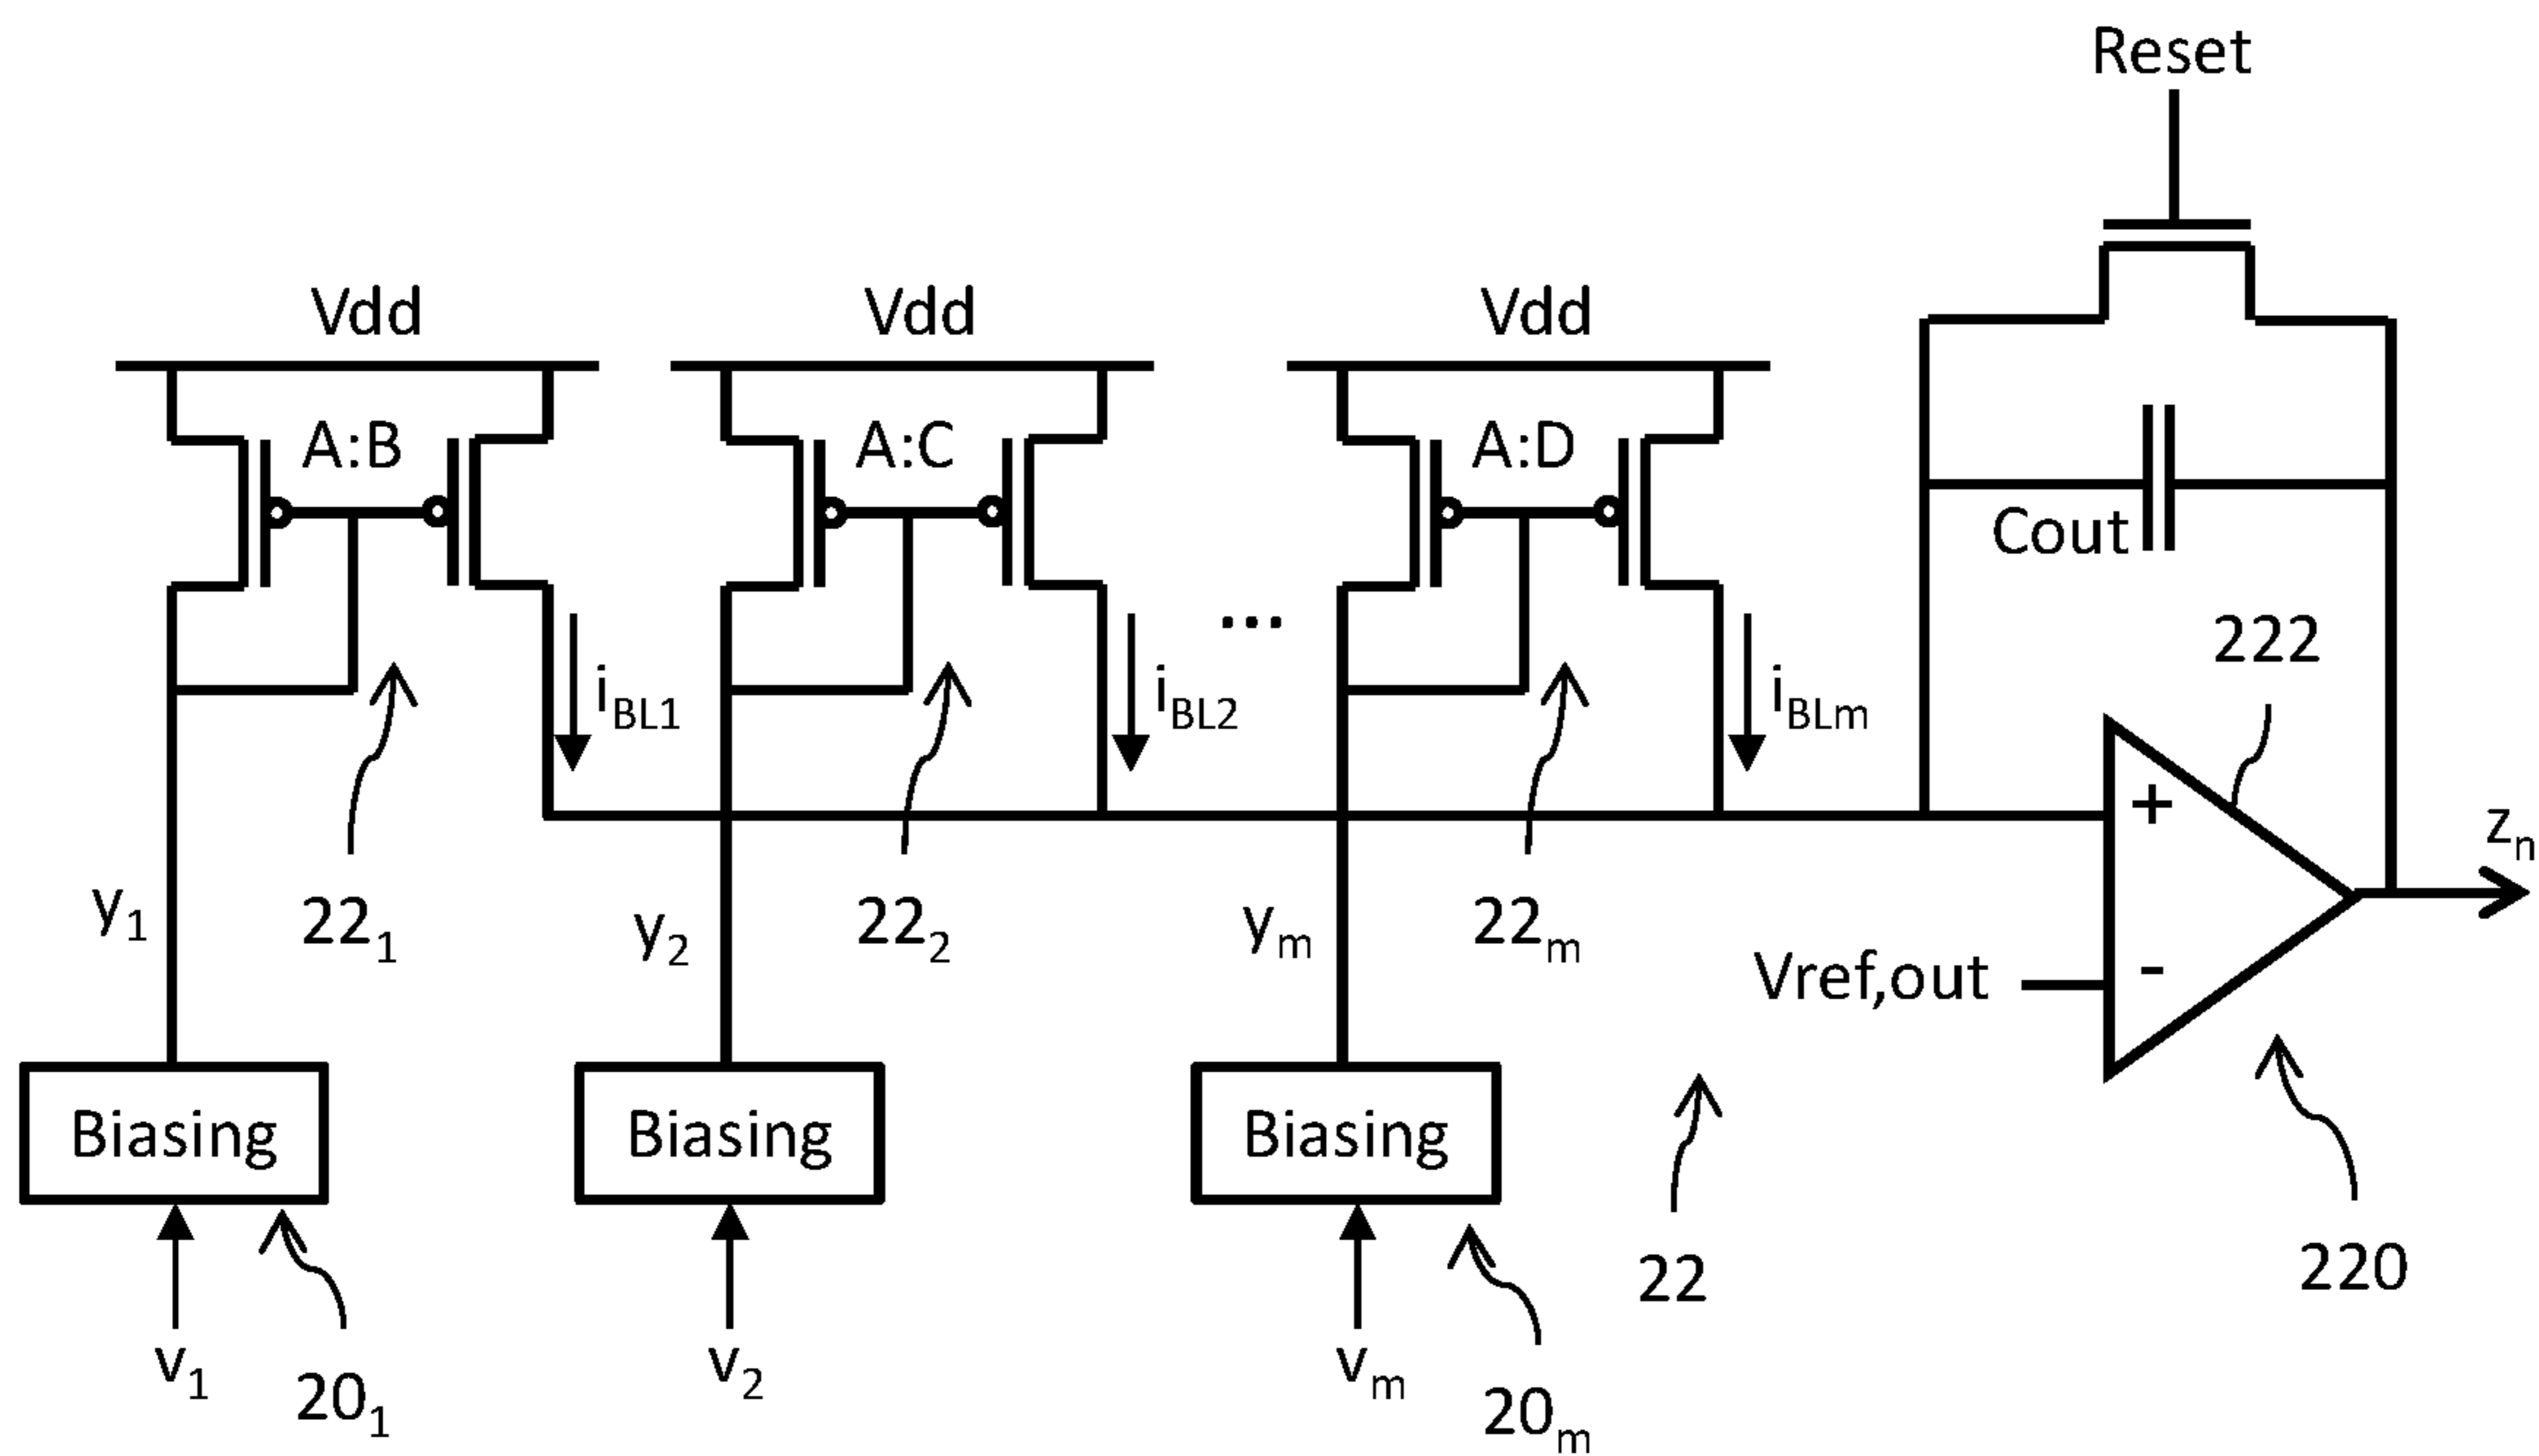 Reset
Vdd Vdd Vdd
A:B A:C A:D
Cout
222
iBL1 iBL2 ... iBLm
+
zn
y1 221 y2 222 ym 22m
Vref,out -
Biasing Biasing Biasing
22 220
v1 201 v2 vm 20m